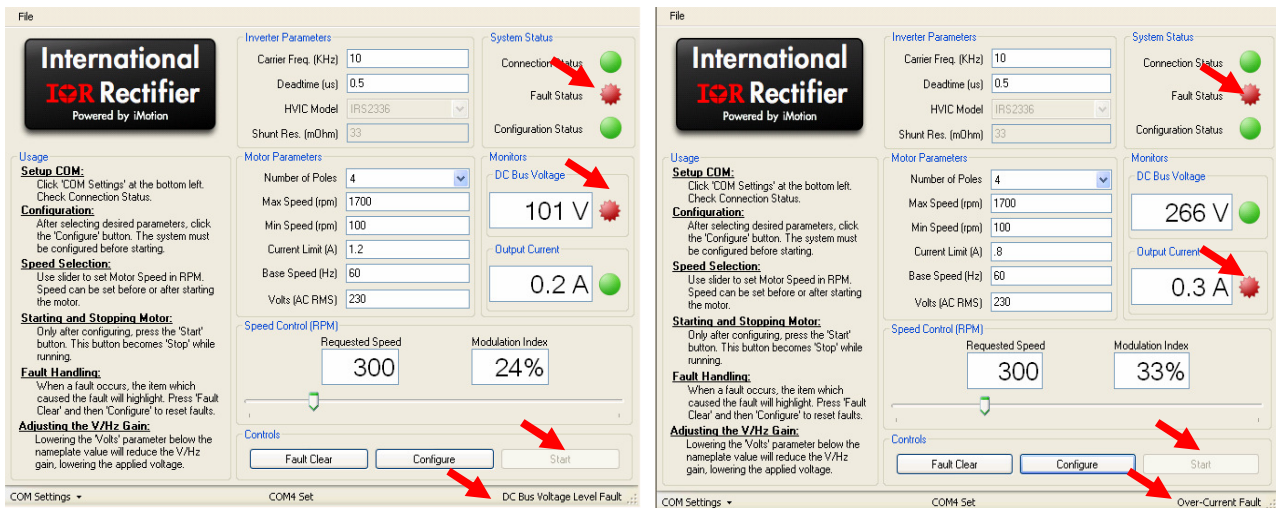 File
International
IOR Rectifier
Powered by iMotion
Inverter Parameters
Carrier Freq. (KHz) 10
Deadtime (us) 0.5
HVIC Model IRS2336
Shunt Res. (mOhm) 33
System Status
Connection Status
Fault Status
Configuration Status
Usage
Setup COM:
Click 'COM Settings' at the bottom left.
Check Connection Status.
Configuration:
After selecting desired parameters, click
the 'Configure' button. The system must
be configured before starting.
Speed Selection:
Use slider to set Motor Speed in RPM.
Speed can be set before or after starting
the motor.
Starting and Stopping Motor:
Only after configuring, press the 'Start'
button. This button becomes 'Stop' while
running.
Fault Handling:
When a fault occurs, the item which
caused the fault will highlight. Press 'Fault
Clear' and then 'Configure' to reset faults.
Adjusting the V/Hz Gain:
Lowering the 'Volts' parameter below the
nameplate value will reduce the V/Hz
gain, lowering the applied voltage.
Motor Parameters
Number of Poles 4
Max Speed (rpm) 1700
Min Speed (rpm) 100
Current Limit (A) 1.2
Base Speed (Hz) 60
Volts (AC RMS) 230
Monitors
DC Bus Voltage
101 V
Output Current
0.2 A
Speed Control (RPM)
Requested Speed Modulation Index
300 24%
Controls
Fault Clear Configure Start
COM Settings COM4 Set DC Bus Voltage Level Fault
File
International
IOR Rectifier
Powered by iMotion
Inverter Parameters
Carrier Freq. (KHz) 10
Deadtime (us) 0.5
HVIC Model IRS2336
Shunt Res. (mOhm) 33
System Status
Connection Status
Fault Status
Configuration Status
Usage
Setup COM:
Click 'COM Settings' at the bottom left.
Check Connection Status.
Configuration:
After selecting desired parameters, click
the 'Configure' button. The system must
be configured before starting.
Speed Selection:
Use slider to set Motor Speed in RPM.
Speed can be set before or after starting
the motor.
Starting and Stopping Motor:
Only after configuring, press the 'Start'
button. This button becomes 'Stop' while
running.
Fault Handling:
When a fault occurs, the item which
caused the fault will highlight. Press 'Fault
Clear' and then 'Configure' to reset faults.
Adjusting the V/Hz Gain:
Lowering the 'Volts' parameter below the
nameplate value will reduce the V/Hz
gain, lowering the applied voltage.
Motor Parameters
Number of Poles 4
Max Speed (rpm) 1700
Min Speed (rpm) 100
Current Limit (A) .8
Base Speed (Hz) 60
Volts (AC RMS) 230
Monitors
DC Bus Voltage
266 V
Output Current
0.3 A
Speed Control (RPM)
Requested Speed Modulation Index
300 33%
Controls
Fault Clear Configure Start
COM Settings COM4 Set Over-Current Fault